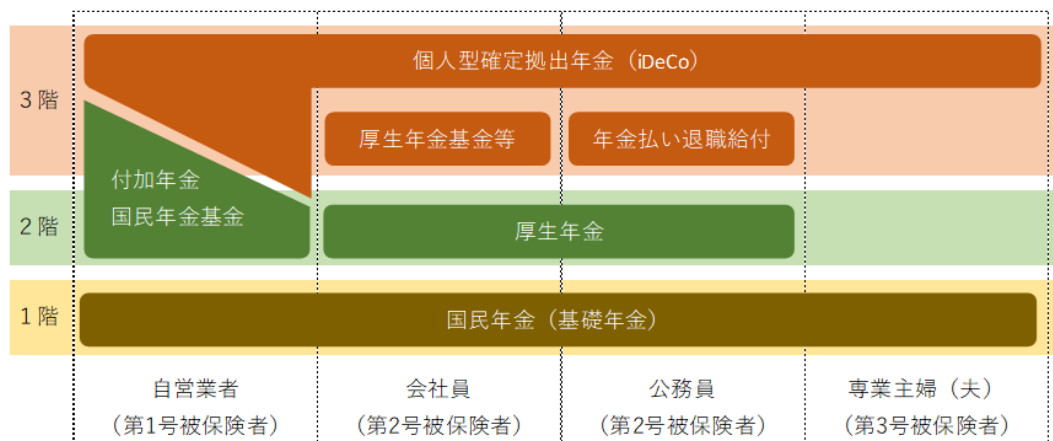 個人型確定拠出年金（iDeCo）
3階
厚生年金基金等
年金払い退職給付
付加年金
国民年金基金
2階
厚生年金
1階
国民年金（基礎年金）
自営業者
（第1号被保険者）
会社員
（第2号被保険者）
公務員
（第2号被保険者）
専業主婦（夫）
（第3号被保険者）